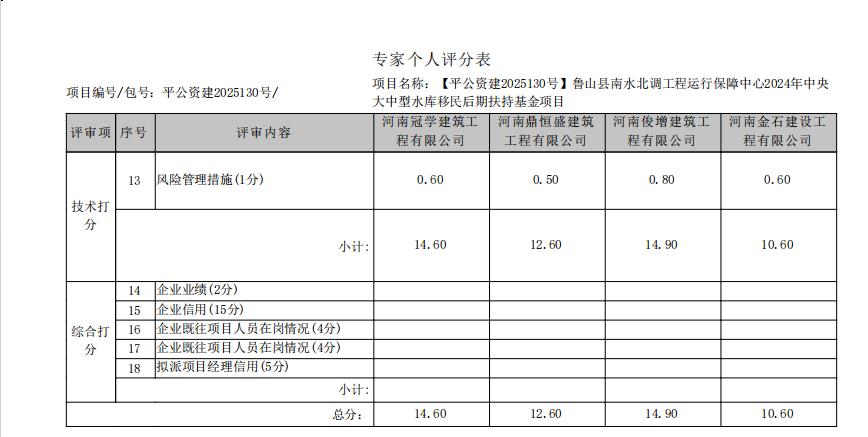 专家个人评分表
项目编号/包号：平公资建2025130号/
项目名称：【平公资建2025130号】鲁山县南水北调工程运行保障中心2024年中央
大中型水库移民后期扶持基金项目
评审项 序号 评审内容 河南冠学建筑工程有限公司 河南鼎恒盛建筑工程有限公司 河南俊增建筑工程有限公司 河南金石建设工程有限公司
技术打分
13 风险管理措施(1分) 0.60 0.50 0.80 0.60
小计: 14.60 12.60 14.90 10.60
综合打分
14 企业业绩(2分)
15 企业信用(15分)
16 企业既往项目人员在岗情况(4分)
17 企业既往项目人员在岗情况(4分)
18 拟派项目经理信用(5分)
小计:
总分: 14.60 12.60 14.90 10.60